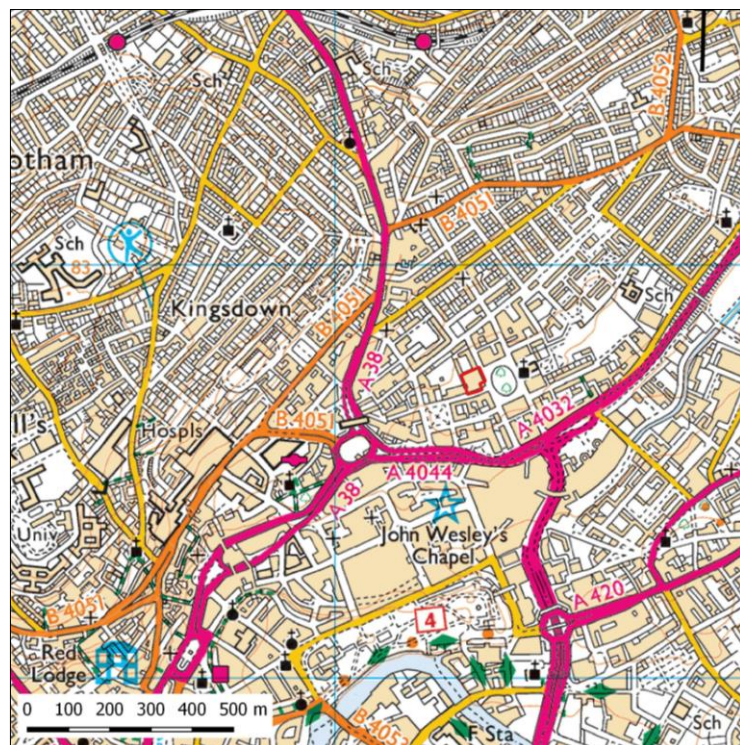 Sch
Sch
B 4052
otham
B 4051
Sch
83
Kingsdown
B 4051
Sch
A 38
ll's
Hospls
B 4051
A 4032
A 4044
A 38
Univ
John Wesley's
Chapel
A 420
B 4051
4
Red
Lodge
0 100 200 300 400 500 m
B 4053
F Sta
Sch